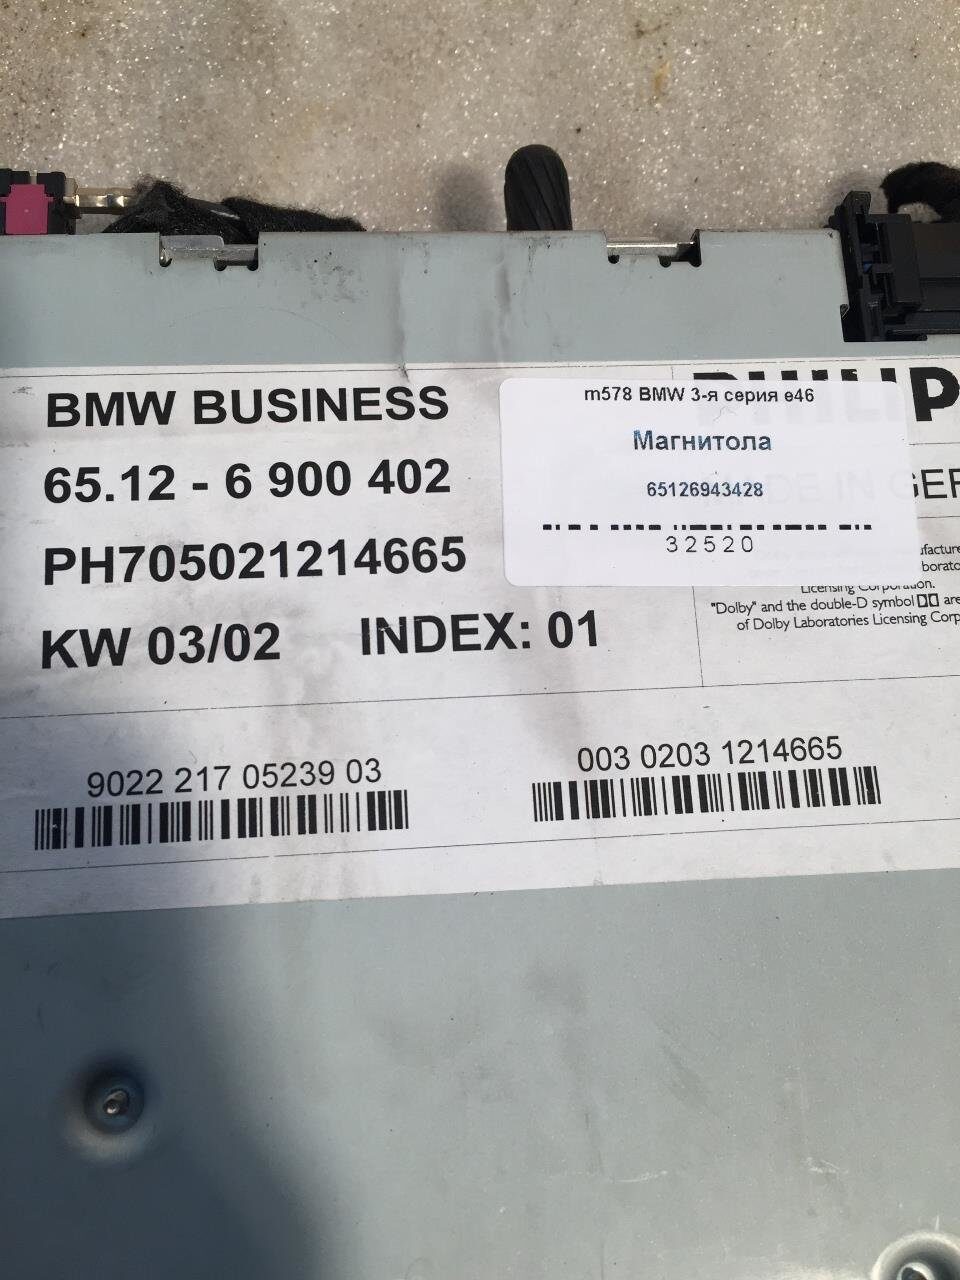 BMW BUSINESS
65.12 - 6 900 402
PH705021214665
KW 03/02 INDEX: 01
m578 BMW 3-я серия e46
Магнитола
65126943428
32520
Licensing Corporation.
"Dolby" and the double-D symbol are
of Dolby Laboratories Licensing Corp
9022 217 05239 03
003 0203 1214665